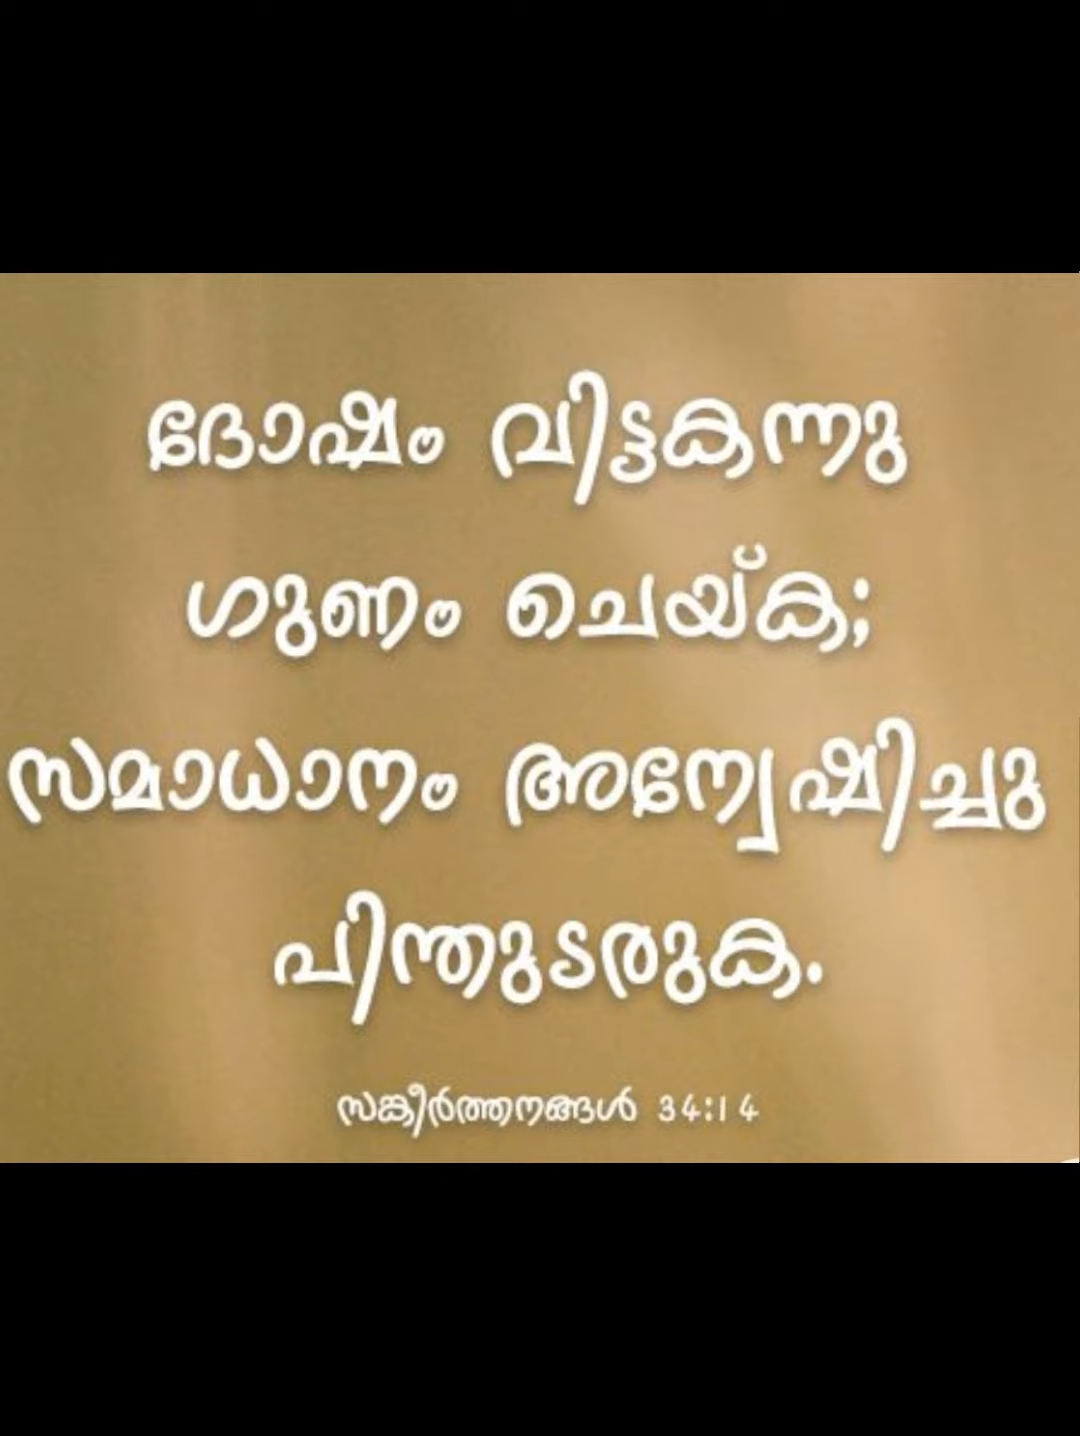 ദോഷം വിട്ടകന്നു
ഗുണം ചെയ്ക;
സമാധാനം അന്വേഷിച്ചു
പിന്തുടരുക.
സങ്കീർത്തനങ്ങൾ 34:14